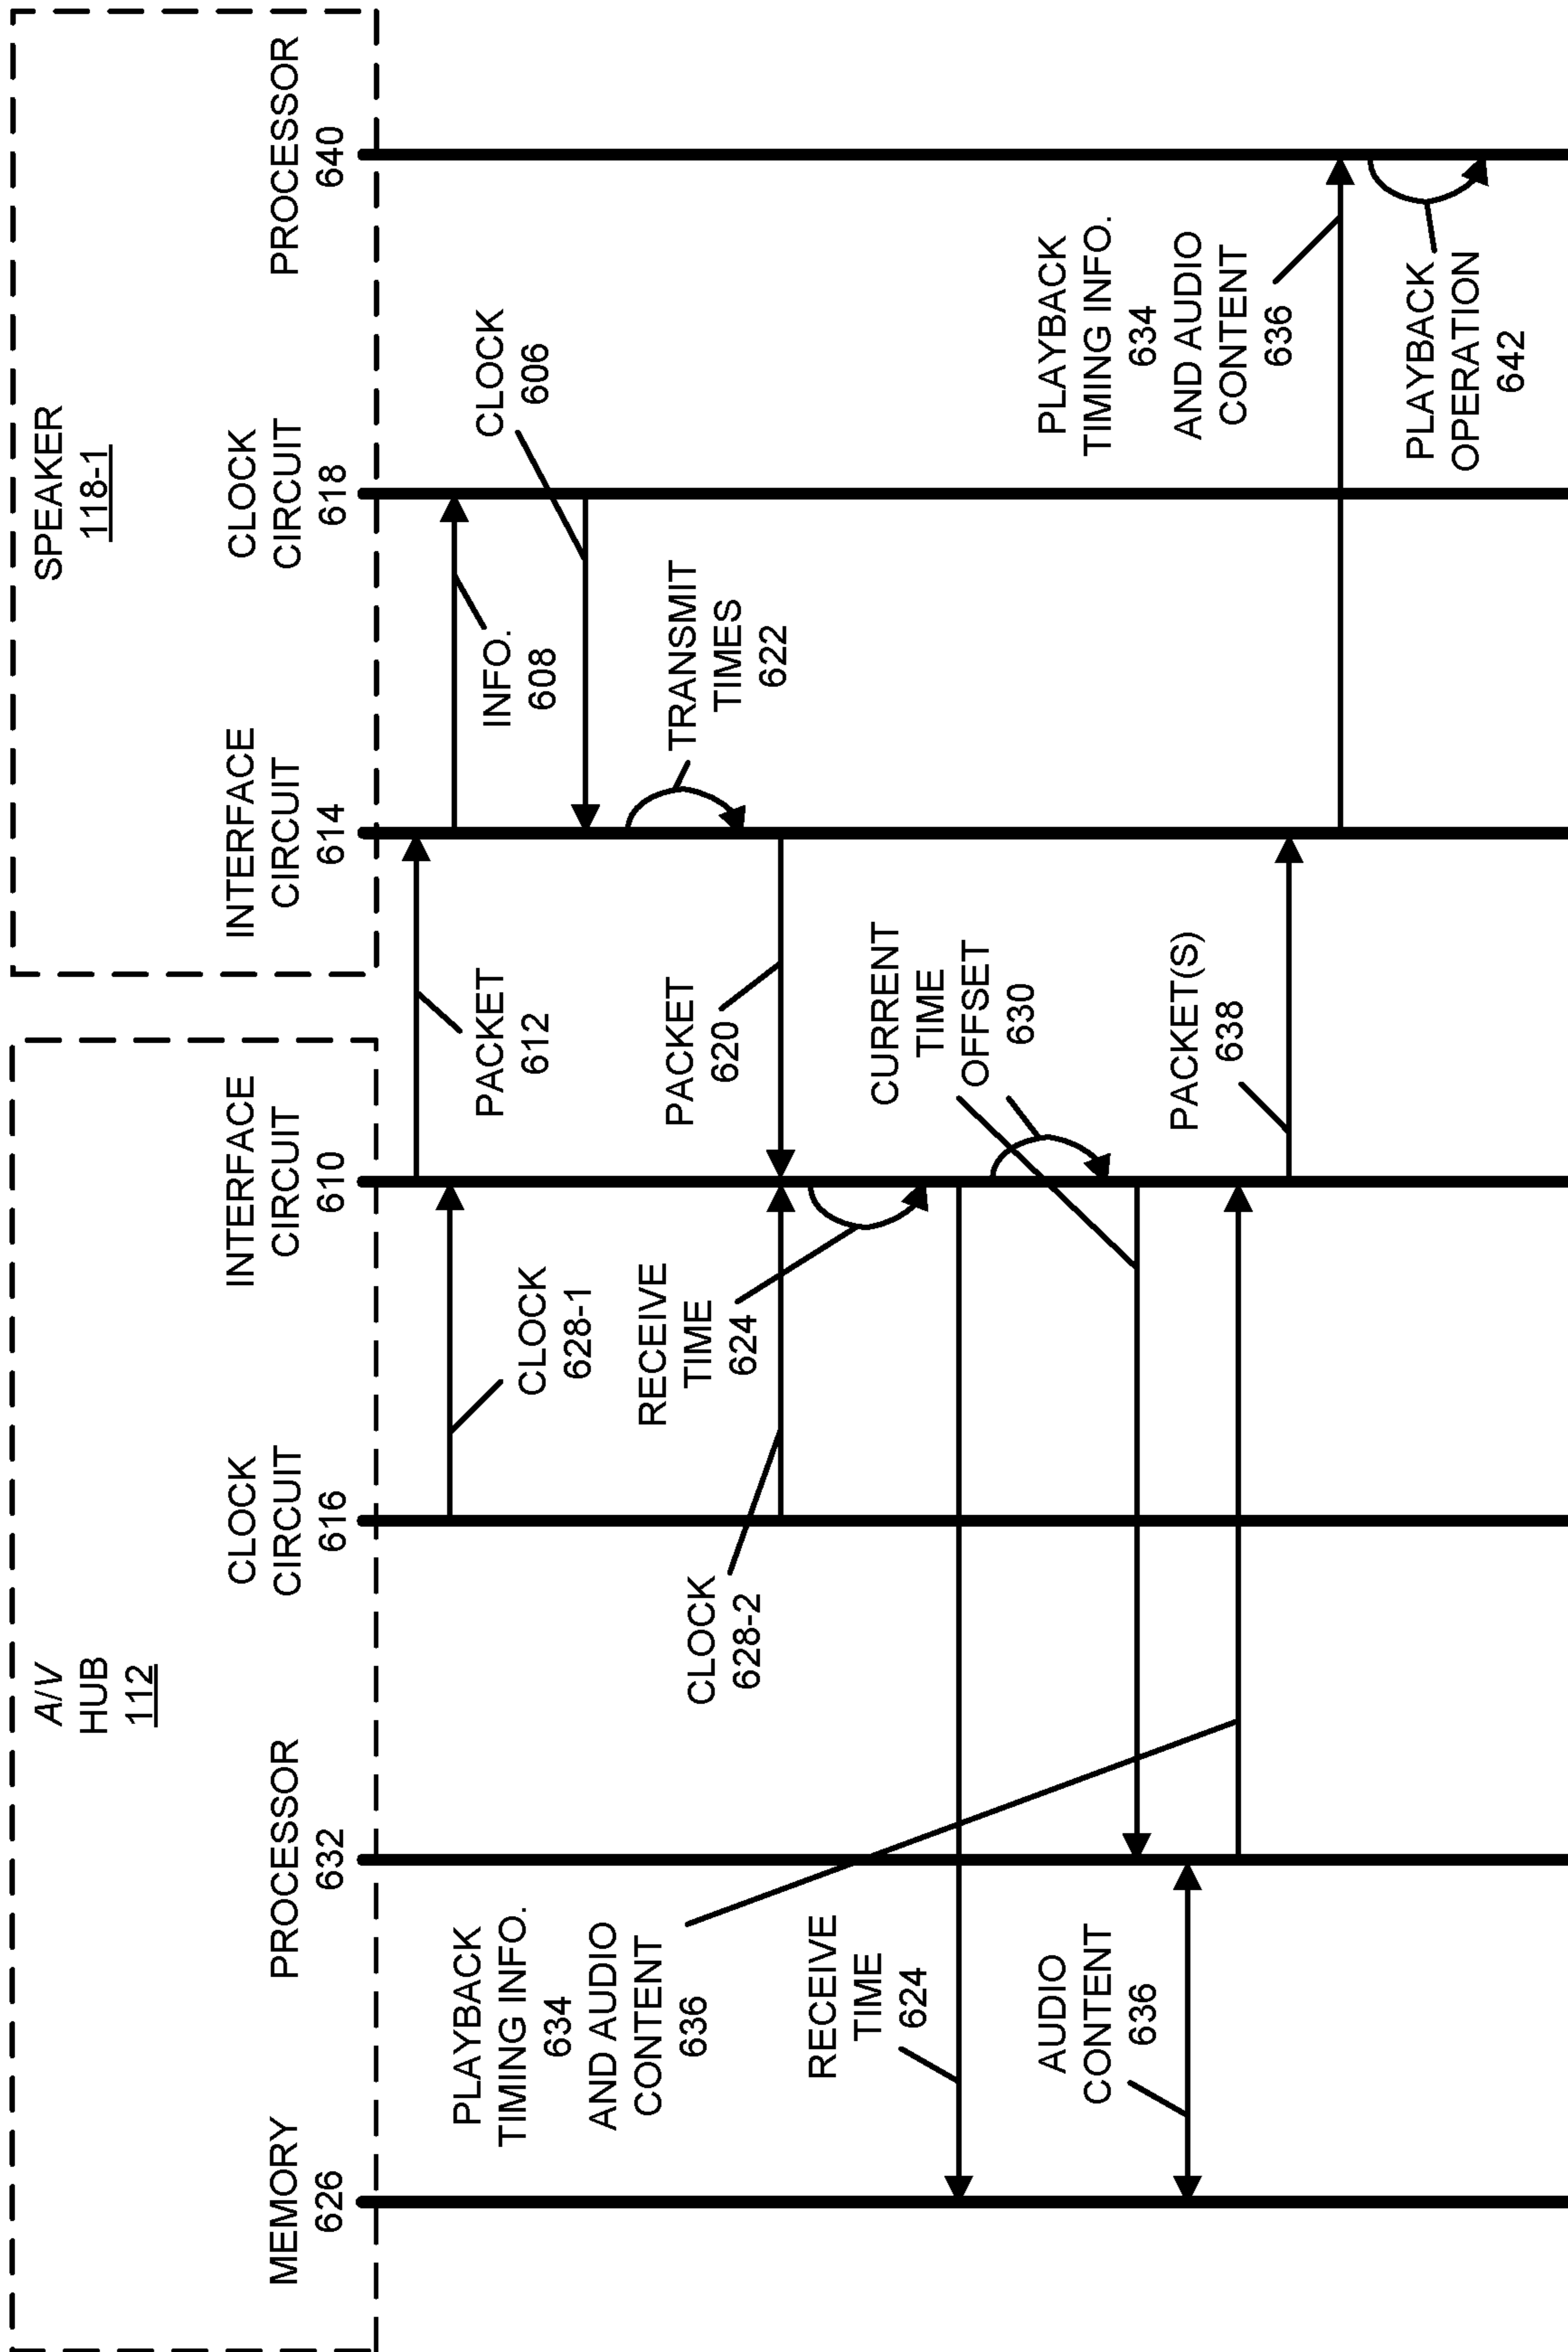 A/V
HUB
112
SPEAKER
118-1
MEMORY
626
PROCESSOR
632
CLOCK
CIRCUIT
616
INTERFACE
CIRCUIT
610
INTERFACE
CIRCUIT
614
CLOCK
CIRCUIT
618
PROCESSOR
640
PACKET
612
CLOCK
628-1
INFO.
608
CLOCK
606
TRANSMIT
TIMES
622
PACKET
620
CLOCK
628-2
RECEIVE
TIME
624
PLAYBACK
TIMING INFO.
634
AND AUDIO
CONTENT
636
RECEIVE
TIME
624
CURRENT
TIME
OFFSET
630
AUDIO
CONTENT
636
PACKET(S)
638
PLAYBACK
TIMING INFO.
634
AND AUDIO
CONTENT
636
PLAYBACK
OPERATION
642